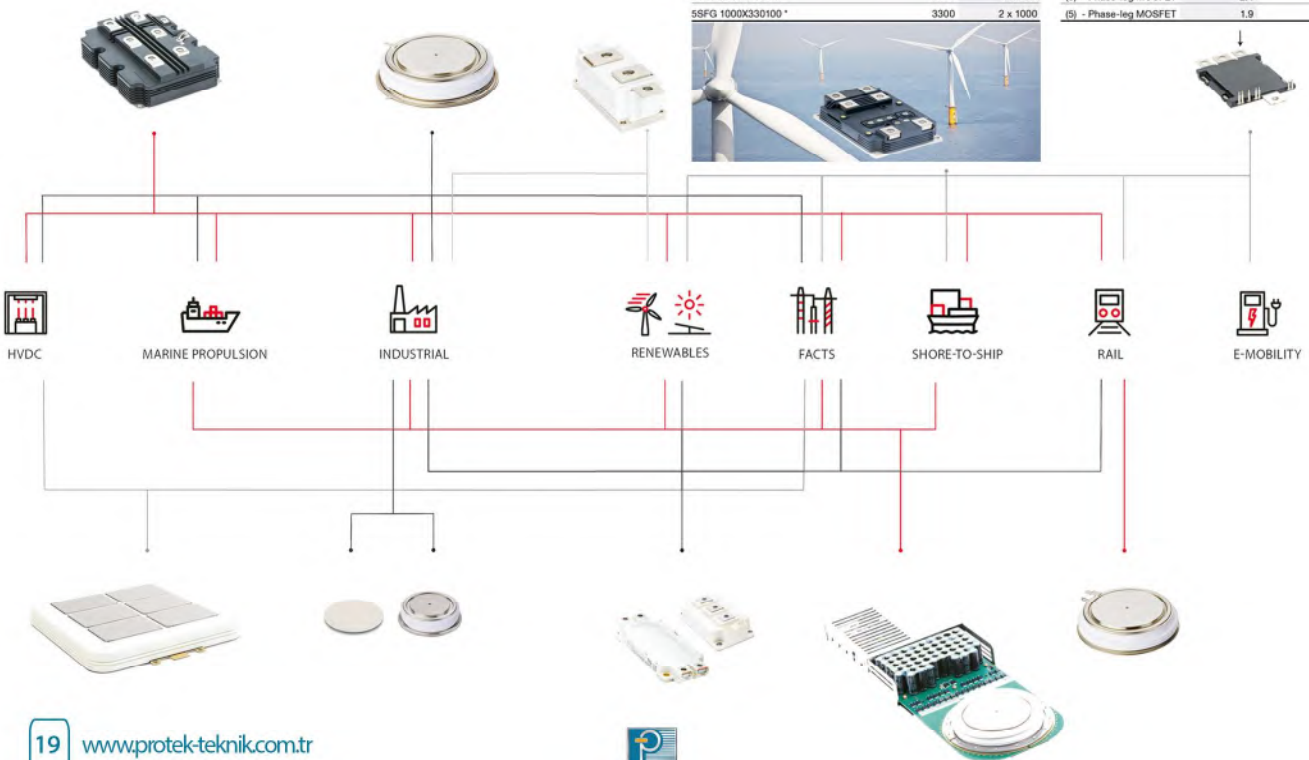 5SFG 1000X330100 * 3300 2 x 1000
(5) - Phase-leg MOSFET 1.9
HVDC
MARINE PROPULSION
INDUSTRIAL
RENEWABLES
FACTS
SHORE-TO-SHIP
RAIL
E-MOBILITY
19 www.protek-teknik.com.tr